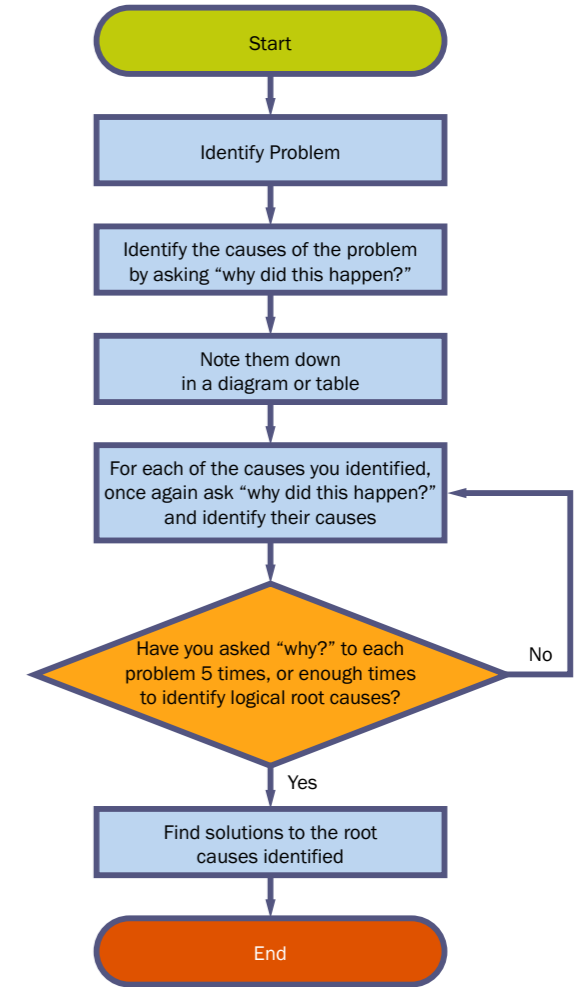 Start
Identify Problem
Identify the causes of the problem
by asking “why did this happen?”
Note them down
in a diagram or table
For each of the causes you identified,
once again ask “why did this happen?”
and identify their causes
Have you asked “why?” to each
problem 5 times, or enough times
to identify logical root causes?
No
Yes
Find solutions to the root
causes identified
End